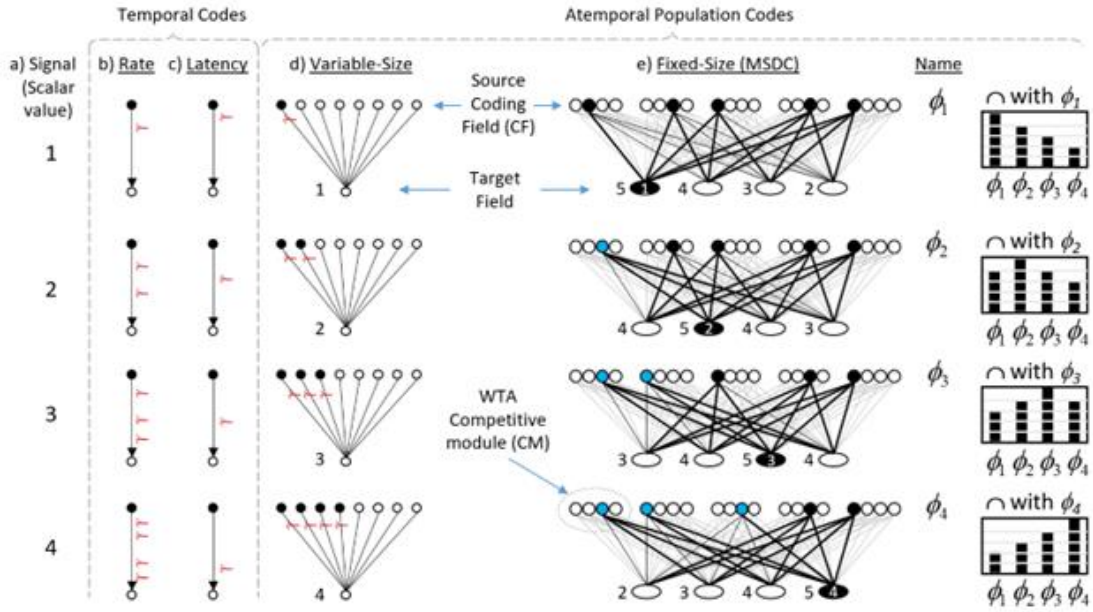 Temporal Codes
Atemporal Population Codes
a) Signal (Scalar value)
b) Rate
c) Latency
d) Variable-Size
e) Fixed-Size (MSDC)
Name
Source
Coding
Field (CF)
Target
Field
1
1
5 1 4 3 2
ϕ1
∩ with ϕ1
ϕ1 ϕ2 ϕ3 ϕ4
2
2
4 5 2 4 3
ϕ2
∩ with ϕ2
ϕ1 ϕ2 ϕ3 ϕ4
3
3
WTA
Competitive
module (CM)
3 4 5 3 4
ϕ3
∩ with ϕ3
ϕ1 ϕ2 ϕ3 ϕ4
4
4
2 3 4 5 4
ϕ4
∩ with ϕ4
ϕ1 ϕ2 ϕ3 ϕ4